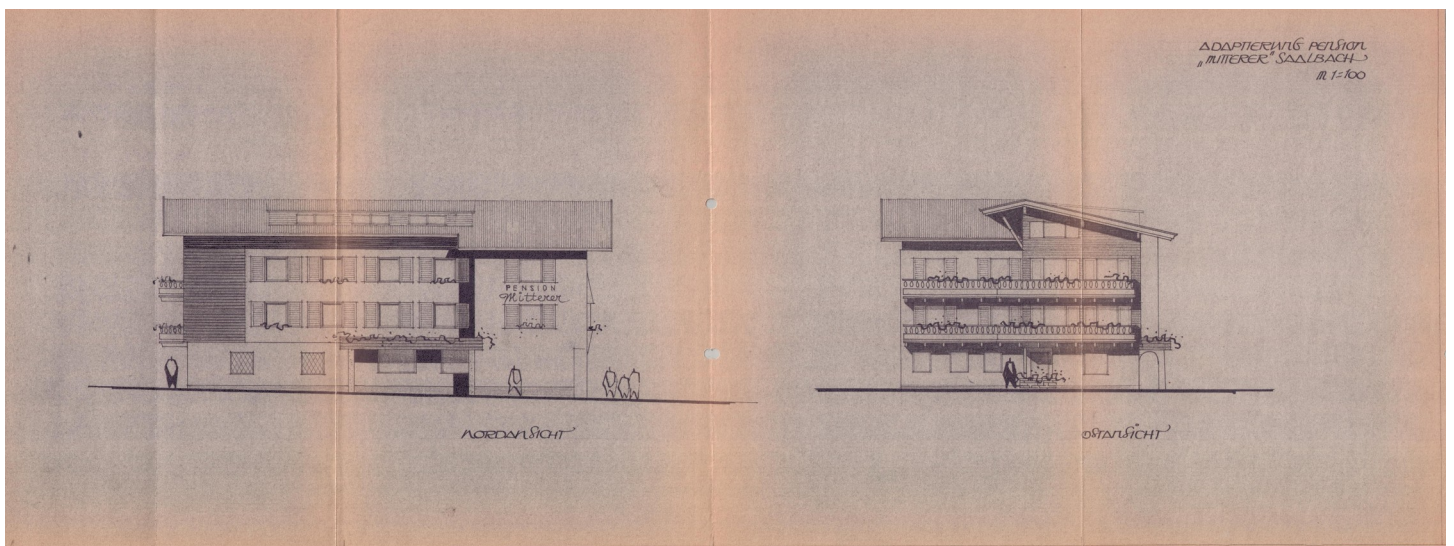 ADAPTIERUNG PENSION
„MITTERER" SAALBACH
M 1=100
PENSION
Mitterer
NORDANSICHT
OSTANSICHT